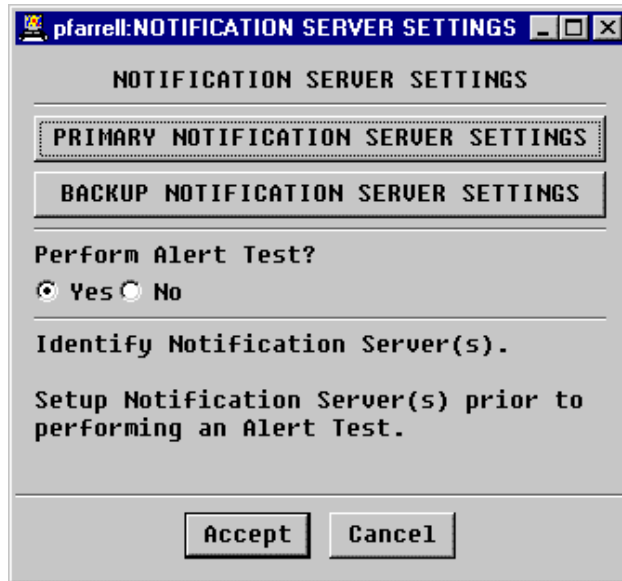 pfarrell:NOTIFICATION SERVER SETTINGS
NOTIFICATION SERVER SETTINGS
PRIMARY NOTIFICATION SERVER SETTINGS
BACKUP NOTIFICATION SERVER SETTINGS
Perform Alert Test?
Yes No
Identify Notification Server(s).
Setup Notification Server(s) prior to
performing an Alert Test.
Accept Cancel